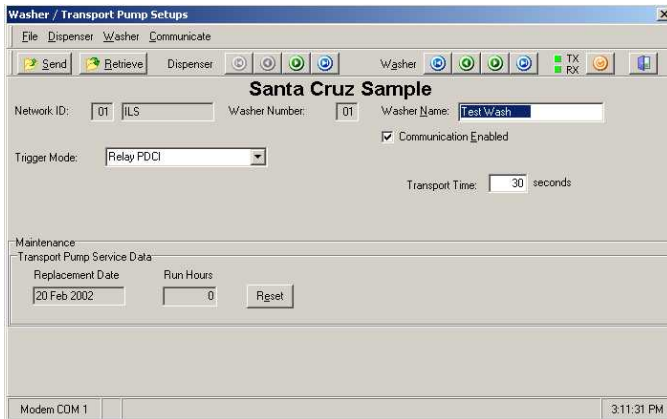 Washer / Transport Pump Setups
File Dispenser Washer Communicate
Send Retrieve Dispenser Washer TX
RX
Santa Cruz Sample
Network ID: 01 ILS Washer Number: 01 Washer Name: Test Wash
Communication Enabled
Trigger Mode: Relay PDCI
Transport Time: 30 seconds
Maintenance
Transport Pump Service Data
Replacement Date Run Hours
20 Feb 2002 0 Reset
Modem COM 1 3:11:31 PM